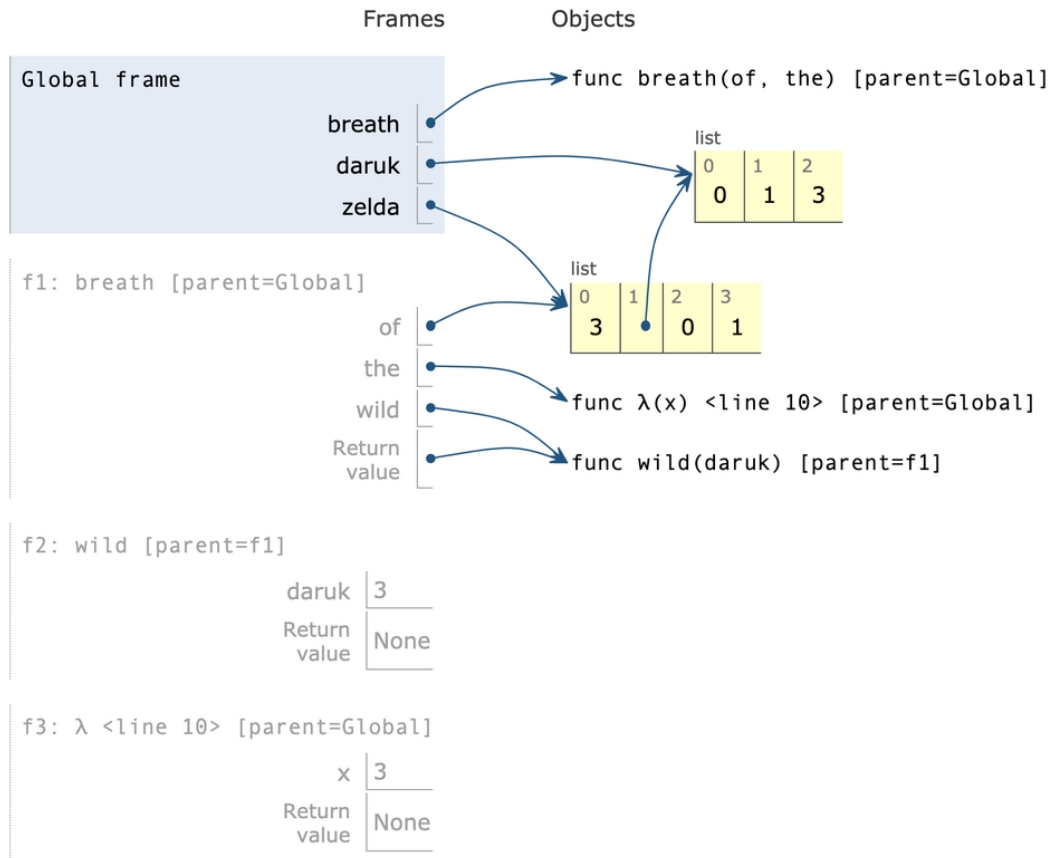 Frames Objects
Global frame
func breath(of, the) [parent=Global]
breath
list
daruk
0 1 2
0 1 3
zelda
list
f1: breath [parent=Global]
0 1 2 3
of
3 0 1
the
func λ(x) <line 10> [parent=Global]
wild
Return
value
func wild(daruk) [parent=f1]
f2: wild [parent=f1]
daruk 3
Return
value
None
f3: λ <line 10> [parent=Global]
x 3
Return
value
None